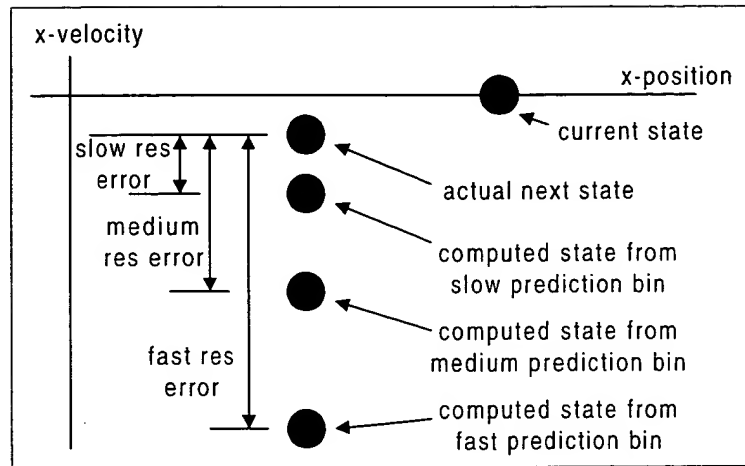 x-velocity
x-position
current state
slow res
error
actual next state
medium
res error
computed state from
slow prediction bin
computed state from
medium prediction bin
fast res
error
computed state from
fast prediction bin